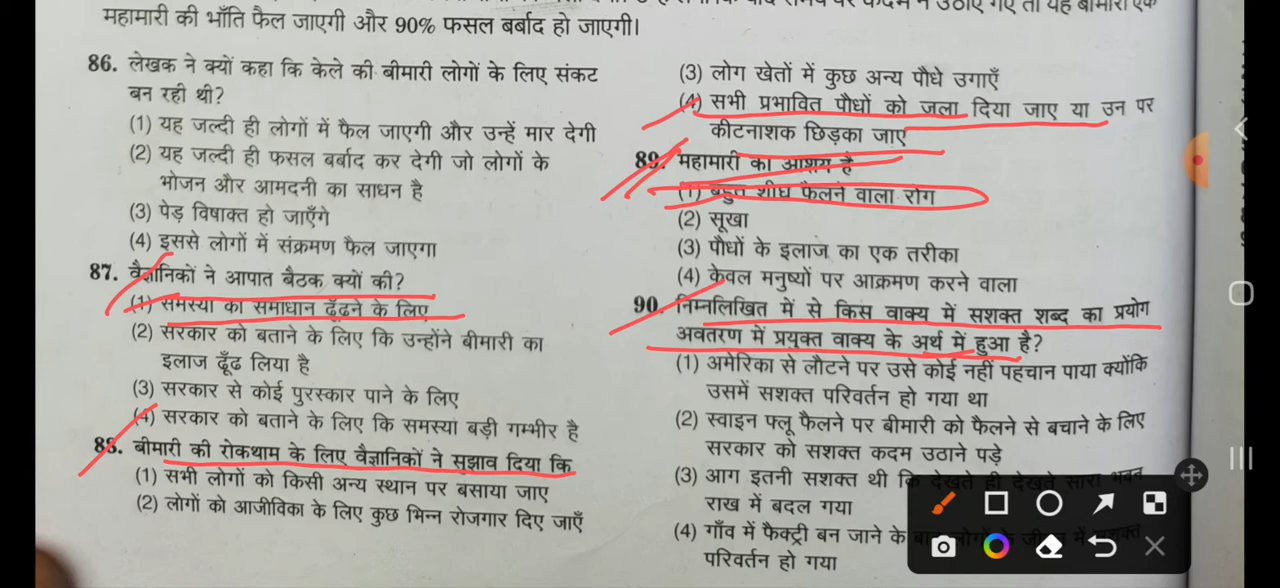 महामारी की भाँति फैल जाएगी और 90% फसल बर्बाद हो जाएगी।
86. लेखक ने क्यों कहा कि केले की बीमारी लोगों के लिए संकट
बन रही थी?
(1) यह जल्दी ही लोगों में फैल जाएगी और उन्हें मार देगी
(2) यह जल्दी ही फसल बर्बाद कर देगी जो लोगों के
भोजन और आमदनी का साधन है
(3) पेड़ विषाक्त हो जाएँगे
(4) इससे लोगों में संक्रमण फैल जाएगा
87. वैज्ञानिकों ने आपात बैठक क्यों की?
(1) समस्या का समाधान ढूँढ़ने के लिए
(2) सरकार को बताने के लिए कि उन्होंने बीमारी का
इलाज ढूँढ लिया है
(3) सरकार से कोई पुरस्कार पाने के लिए
(4) सरकार को बताने के लिए कि समस्या बड़ी गम्भीर है
88. बीमारी की रोकथाम के लिए वैज्ञानिकों ने सुझाव दिया कि
(1) सभी लोगों को किसी अन्य स्थान पर बसाया जाए
(2) लोगों को आजीविका के लिए कुछ भिन्न रोजगार दिए जाएँ
(3) लोग खेतों में कुछ अन्य पौधे उगाएँ
(4) सभी प्रभावित पौधों को जला दिया जाए या उन पर
कीटनाशक छिड़का जाए
89. महामारी का आशय है
(1) बहुत शीघ्र फैलने वाला रोग
(2) सूखा
(3) पौधों के इलाज का एक तरीका
(4) केवल मनुष्यों पर आक्रमण करने वाला
90. निम्नलिखित में से किस वाक्य में सशक्त शब्द का प्रयोग
अवतरण में प्रयुक्त वाक्य के अर्थ में हुआ है?
(1) अमेरिका से लौटने पर उसे कोई नहीं पहचान पाया क्योंकि
उसमें सशक्त परिवर्तन हो गया था
(2) स्वाइन फ्लू फैलने पर बीमारी को फैलने से बचाने के लिए
सरकार को सशक्त कदम उठाने पड़े
(3) आग इतनी सशक्त थी कि देखते ही देखते सारा भवन
राख में बदल गया
(4) गाँव में फैक्ट्री बन जाने के
परिवर्तन हो गया